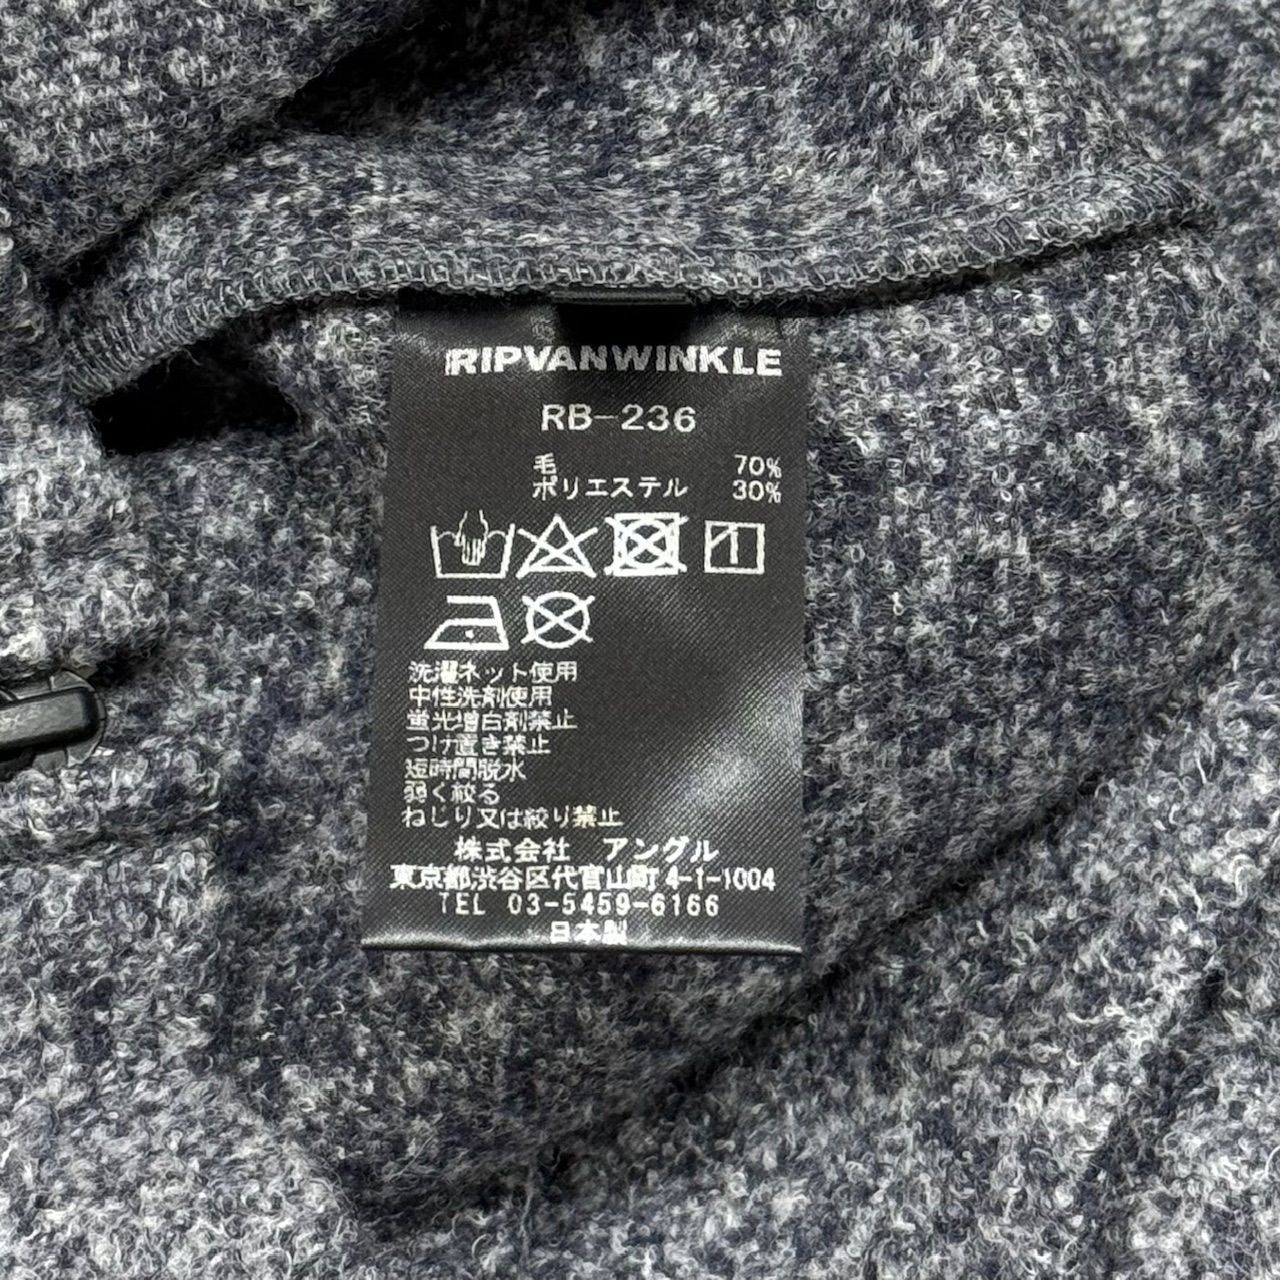 RIPVANWINKLE
RB-236
毛 70%
ポリエステル 30%
洗濯ネット使用
中性洗剤使用
蛍光増白剤禁止
つけ置き禁止
短時間脱水
弱く絞る
ねじり又は絞り禁止
株式会社 アングル
東京都渋谷区代官山町4-1-1004
TEL 03-5459-6166
日本製